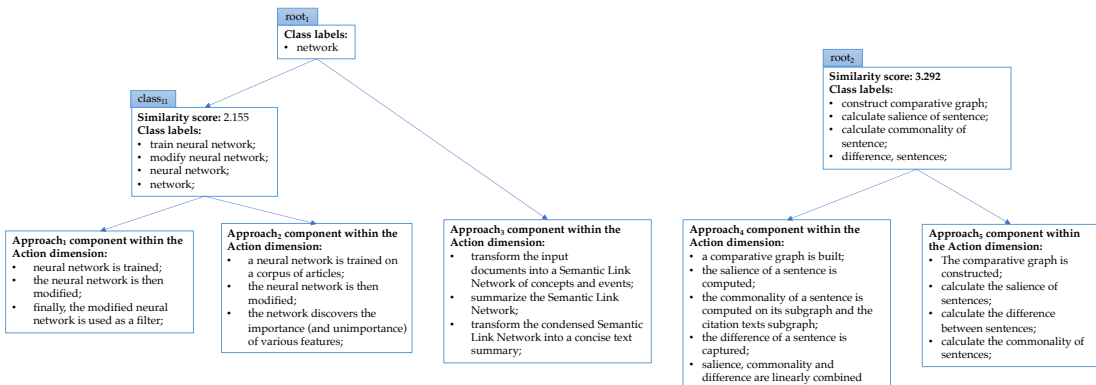 root₁
Class labels:
• network
root₂
Similarity score: 3.292
Class labels:
• construct comparative graph;
• calculate salience of sentence;
• calculate commonality of
sentence;
• difference, sentences;
class₁₁
Similarity score: 2.155
Class labels:
• train neural network;
• modify neural network;
• neural network;
• network;
Approach₁ component within the
Action dimension:
• neural network is trained;
• the neural network is then
modified;
• finally, the modified neural
network is used as a filter;
Approach₂ component within the
Action dimension:
• a neural network is trained on
a corpus of articles;
• the neural network is then
modified;
• the network discovers the
importance (and unimportance)
of various features;
Approach₃ component within the
Action dimension:
• transform the input
documents into a Semantic Link
Network of concepts and events;
• summarize the Semantic Link
Network;
• transform the condensed Semantic
Link Network into a concise text
summary;
Approach₄ component within the
Action dimension:
• a comparative graph is built;
• the salience of a sentence is
computed;
• the commonality of a sentence is
computed on its subgraph and the
citation texts subgraph;
• the difference of a sentence is
captured;
• salience, commonality and
difference are linearly combined
Approach₅ component within
the Action dimension:
• The comparative graph is
constructed;
• calculate the salience of
sentences;
• calculate the difference
between sentences;
• calculate the commonality of
sentences;